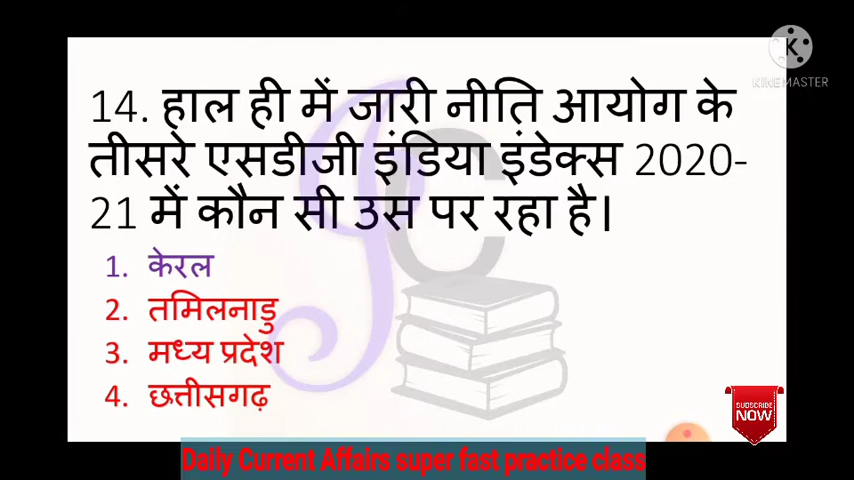 KINEMASTER
14. हाल ही में जारी नीति आयोग के
तीसरे एसडीजी इंडिया इंडेक्स 2020-
21 में कौन सी उस पर रहा है।
1. केरल
2. तमिलनाडु
3. मध्य प्रदेश
4. छत्तीसगढ़
SUBSCRIBE
NOW
Daily Current Affairs super fast practice class